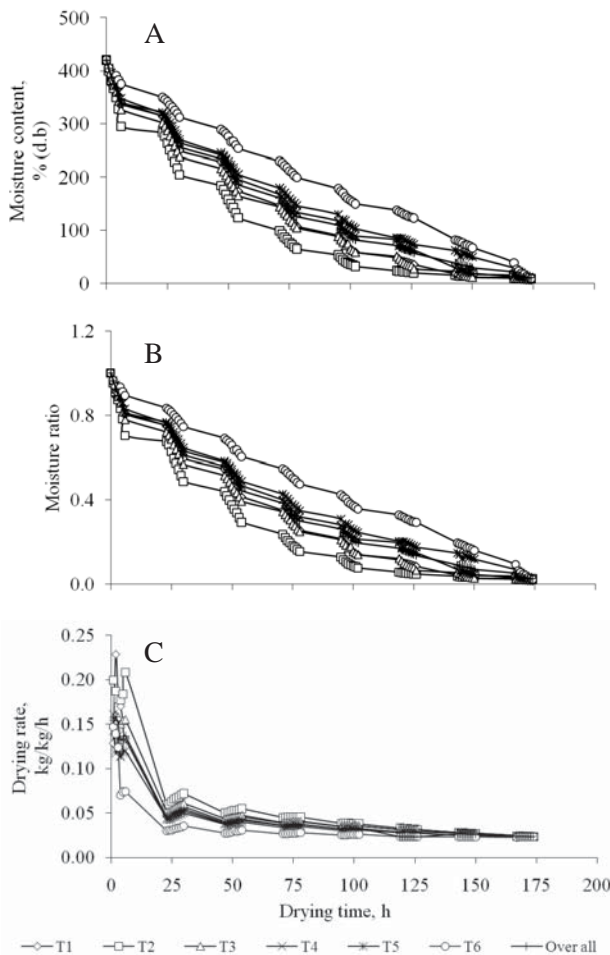 A
500
400
300
200
100
0
Moisture content,
% (d.b)
B
1.2
0.8
0.4
0.0
Moisture ratio
C
0.25
0.20
0.15
0.10
0.05
0.00
Drying rate,
kg/kg/h
0 25 50 75 100 125 150 175 200
Drying time, h
T1 T2 T3 T4 T5 T6 Over all